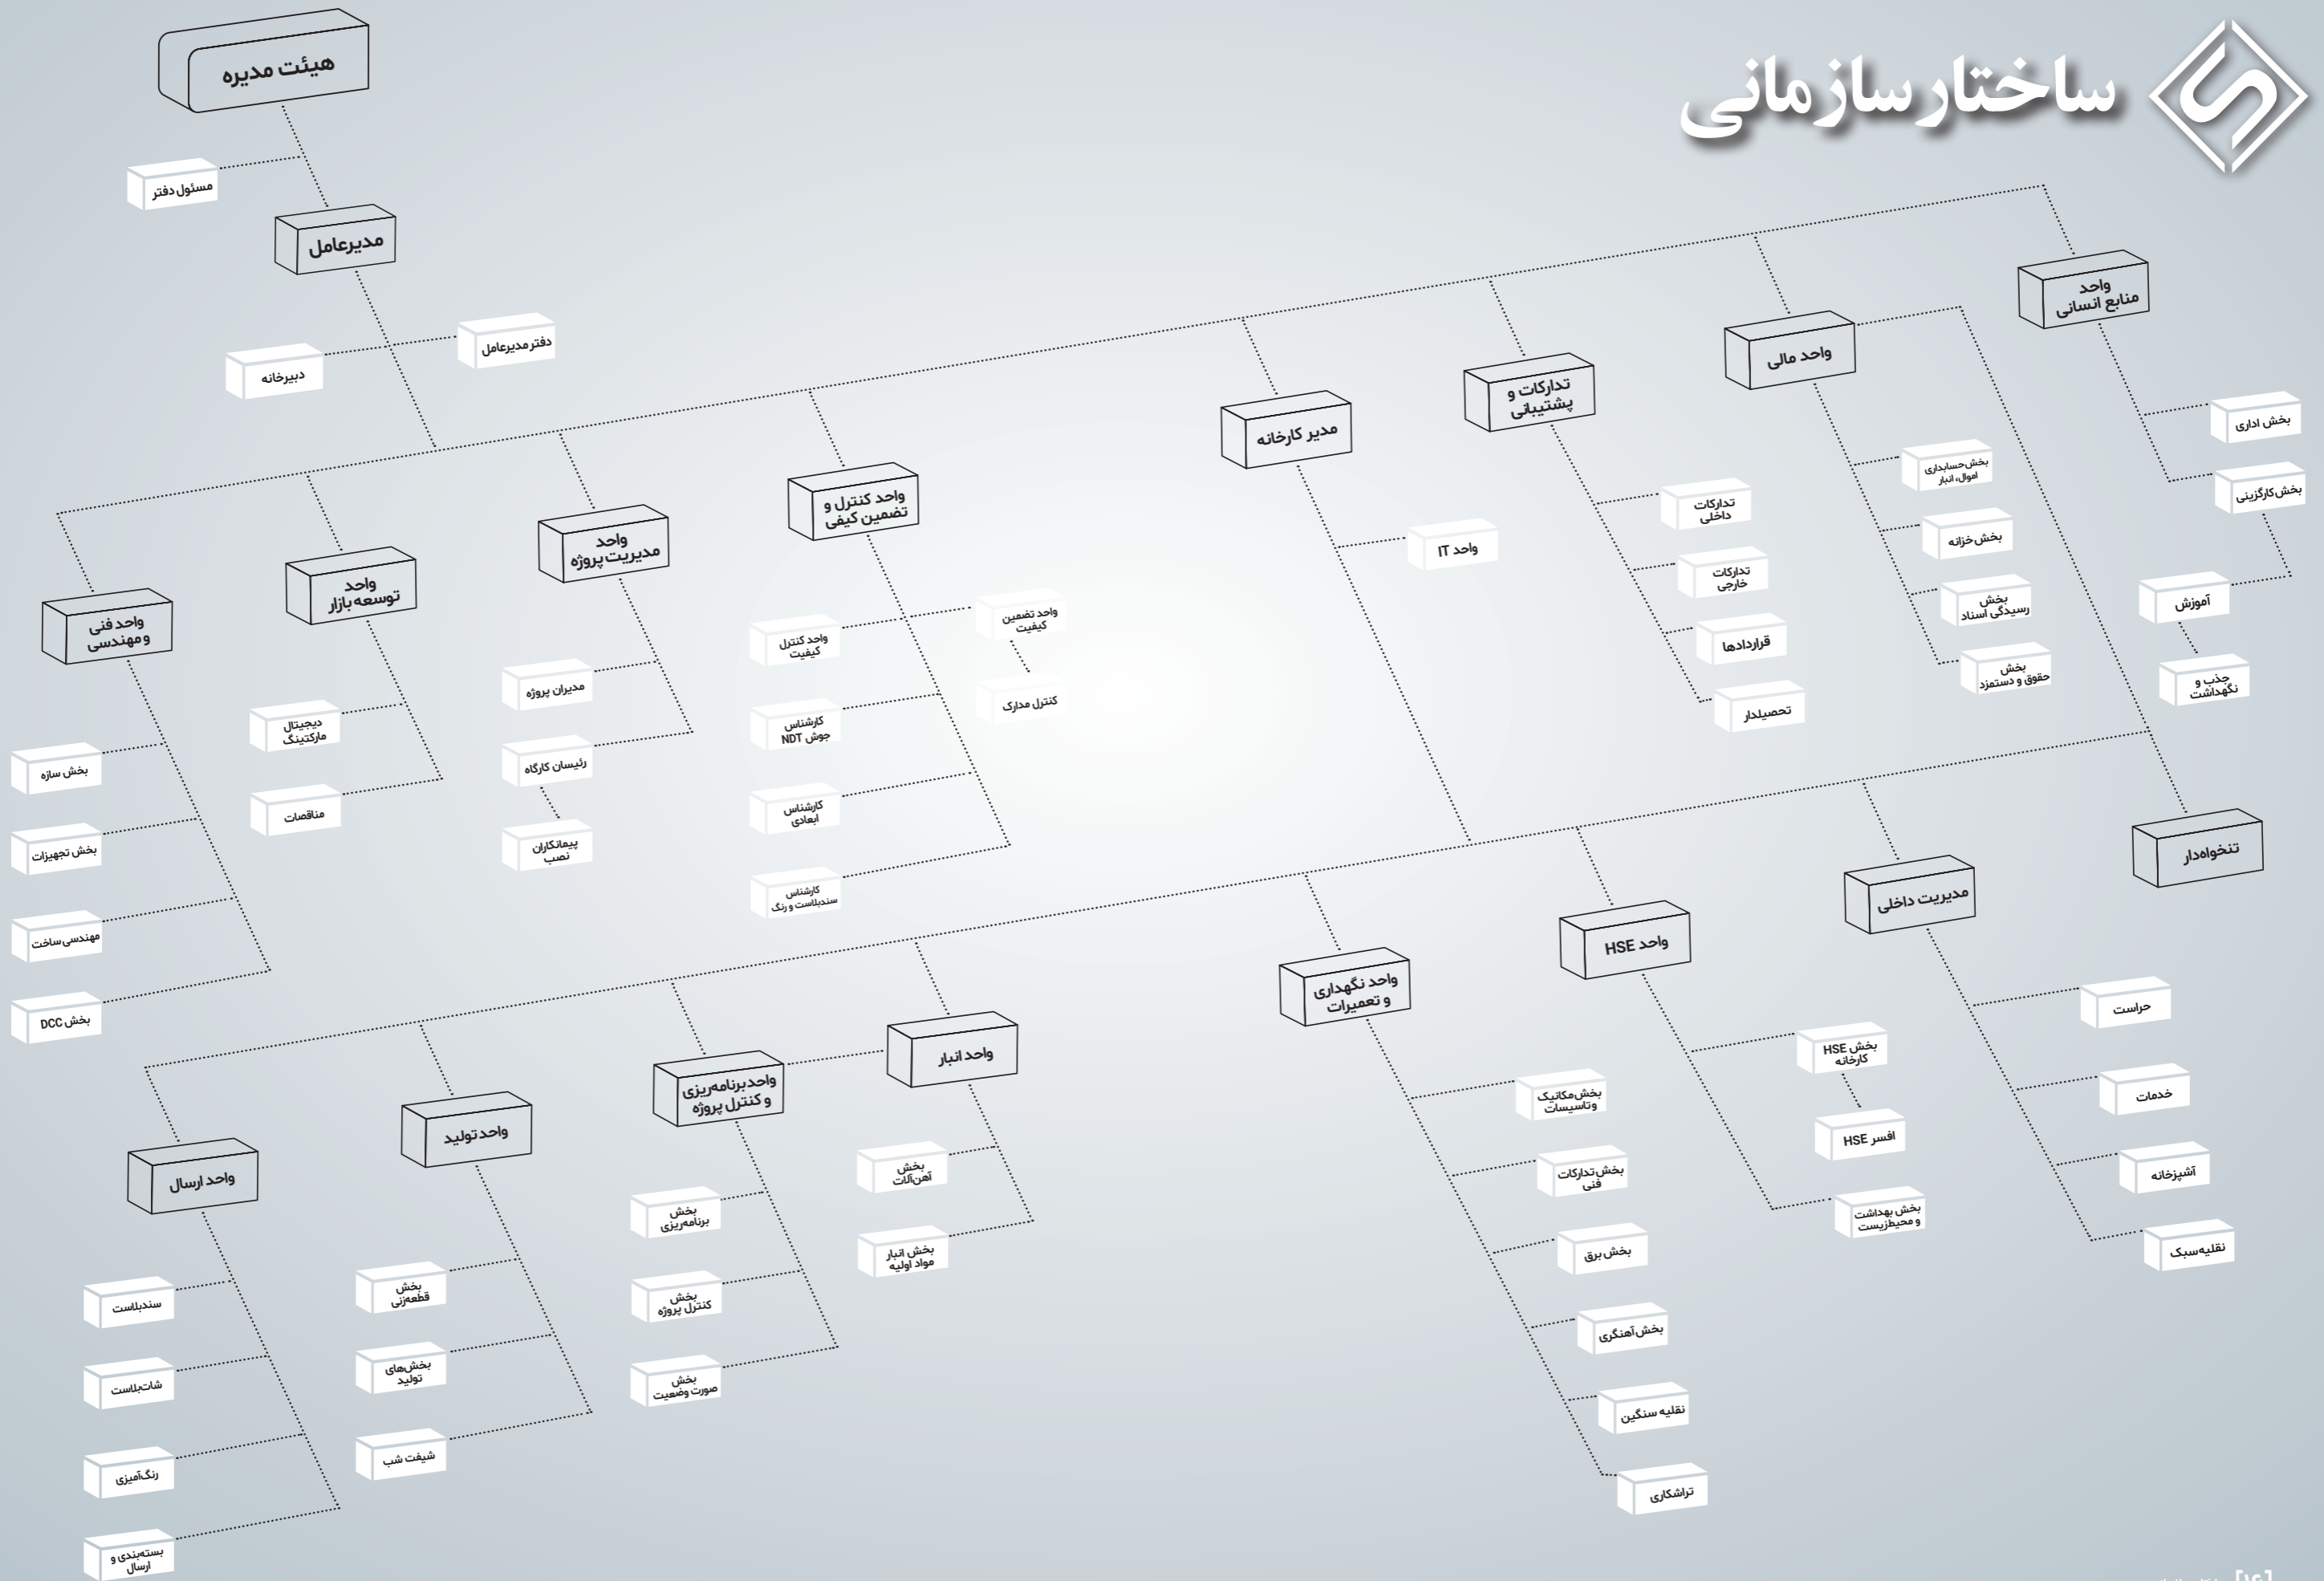 ساختار سازمانی
هیئت مدیره
مسئول دفتر
مدیرعامل
دفتر مدیرعامل
دبیرخانه
واحد
منابع انسانی
بخش اداری
بخش کارگزینی
آموزش
جذب و
نگهداشت
واحد مالی
بخش حسابداری
اموال، انبار
بخش خزانه
بخش
رسیدگی اسناد
بخش
حقوق و دستمزد
تدارکات و
پشتیبانی
تدارکات
داخلی
تدارکات
خارجی
قراردادها
تحصیلدار
مدیر کارخانه
واحد IT
واحد کنترل و
تضمین کیفی
واحد تضمین
کیفیت
کنترل مدارک
واحد کنترل
کیفیت
کارشناس
جوش NDT
کارشناس
ابعادی
کارشناس
سندبلاست و رنگ
واحد
مدیریت پروژه
مدیران پروژه
رئیسان کارگاه
پیمانکاران
نصب
واحد
توسعه بازار
دیجیتال
مارکتینگ
مناقصات
واحد فنی
و مهندسی
بخش سازه
بخش تجهیزات
مهندسی ساخت
بخش DCC
تنخواه‌دار
مدیریت داخلی
حراست
خدمات
آشپزخانه
نقلیه سبک
واحد HSE
بخش HSE
کارخانه
افسر HSE
بخش بهداشت
و محیط‌زیست
واحد نگهداری
و تعمیرات
بخش مکانیک
و تاسیسات
بخش تدارکات
فنی
بخش برق
بخش آهنگری
نقلیه سنگین
تراشکاری
واحد انبار
بخش
آهن‌آلات
بخش انبار
مواد اولیه
واحد برنامه‌ریزی
و کنترل پروژه
بخش
برنامه‌ریزی
بخش
کنترل پروژه
بخش
صورت وضعیت
واحد تولید
بخش
قطعه‌زنی
بخش‌های
تولید
شیفت شب
واحد ارسال
سندبلاست
شات‌بلاست
رنگ‌آمیزی
بسته‌بندی و
ارسال